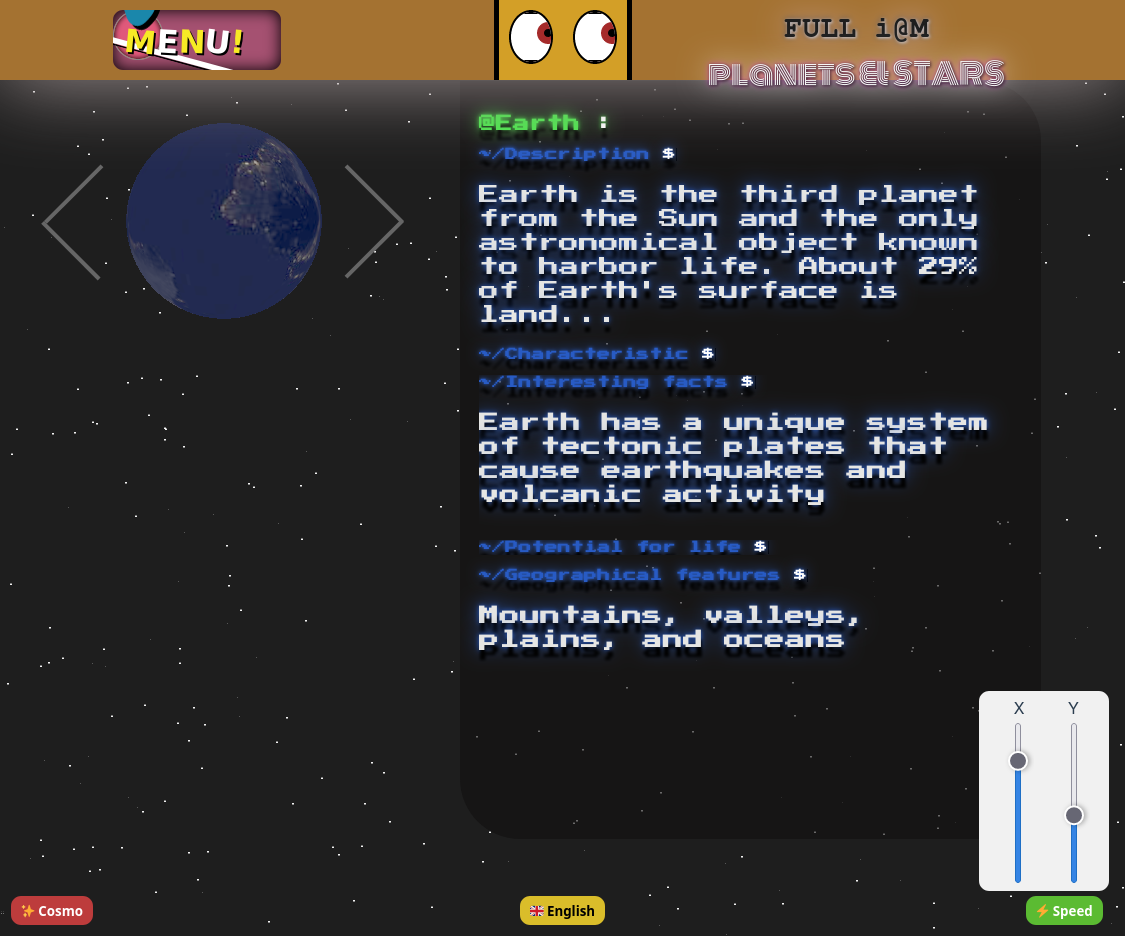 MENU!
FULL i@M
PLANETS&STARS
@Earth :
~/Description $
Earth is the third planet
from the Sun and the only
astronomical object known
to harbor life. About 29%
of Earth's surface is
land...
~/Characteristic $
~/Interesting facts $
Earth has a unique system
of tectonic plates that
cause earthquakes and
volcanic activity
~/Potential for life $
~/Geographical features $
Mountains, valleys,
plains, and oceans
X Y
✨ Cosmo
🇬🇧 English
⚡ Speed